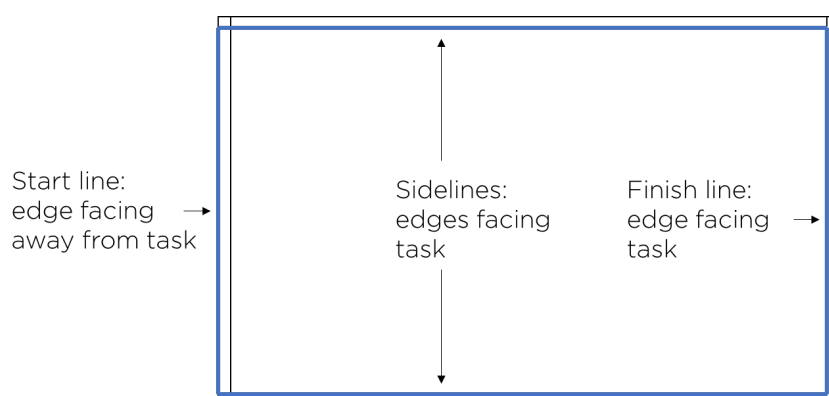 Start line:
edge facing
away from task
Sidelines:
edges facing
task
Finish line:
edge facing
task